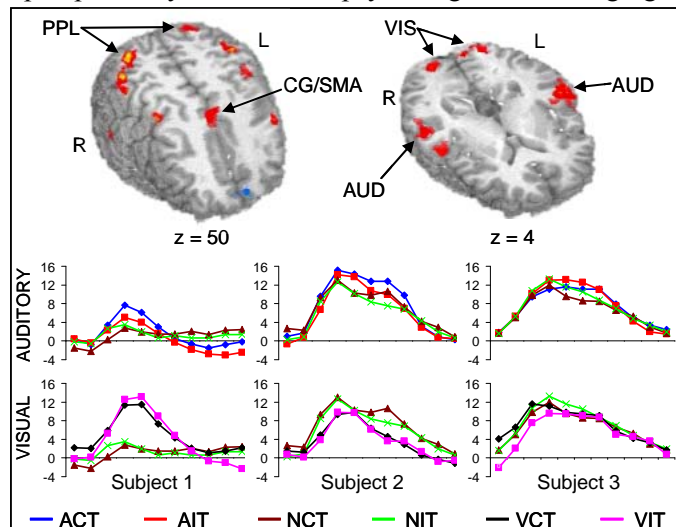 PPL
L
CG/SMA
R
z = 50
VIS
L
AUD
R
AUD
z = 4
AUDITORY
16
12
8
4
0
-4
16
12
8
4
0
-4
16
12
8
4
0
-4
VISUAL
16
12
8
4
0
-4
16
12
8
4
0
-4
16
12
8
4
0
-4
Subject 1 Subject 2 Subject 3
ACT AIT NCT NIT VCT VIT